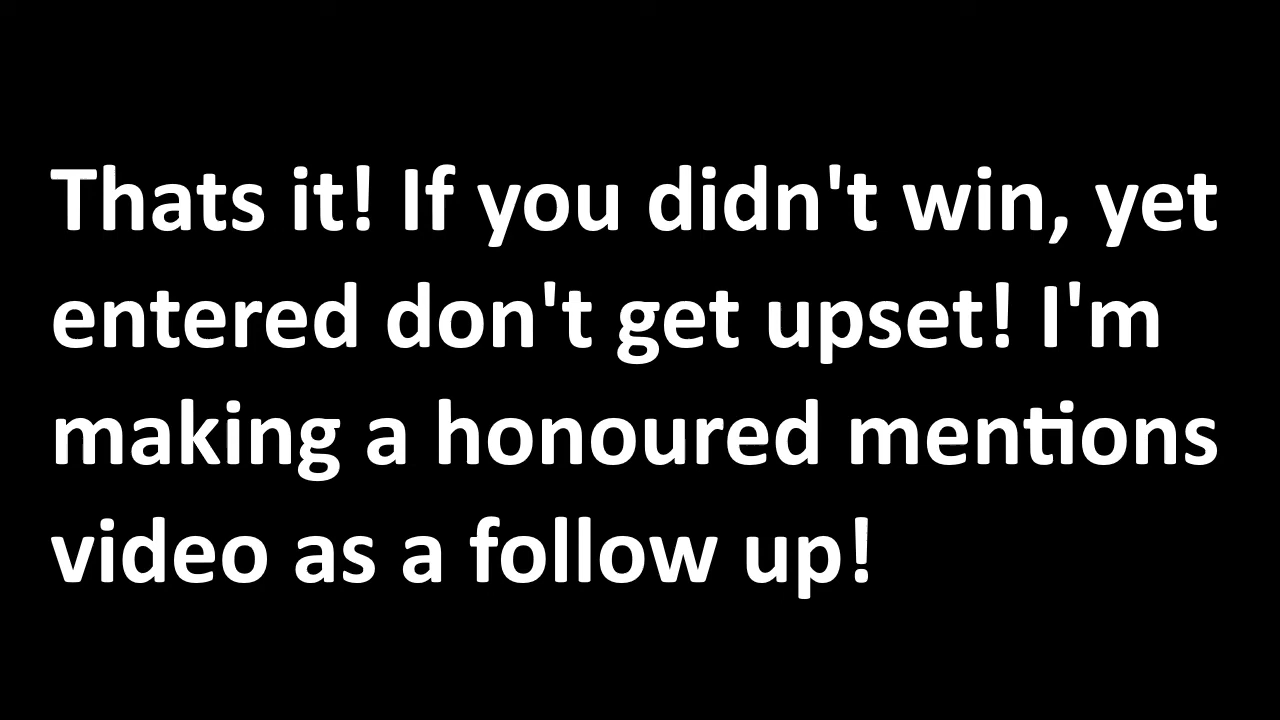 Thats it! If you didn't win, yet
entered don't get upset! I'm
making a honoured mentions
video as a follow up!